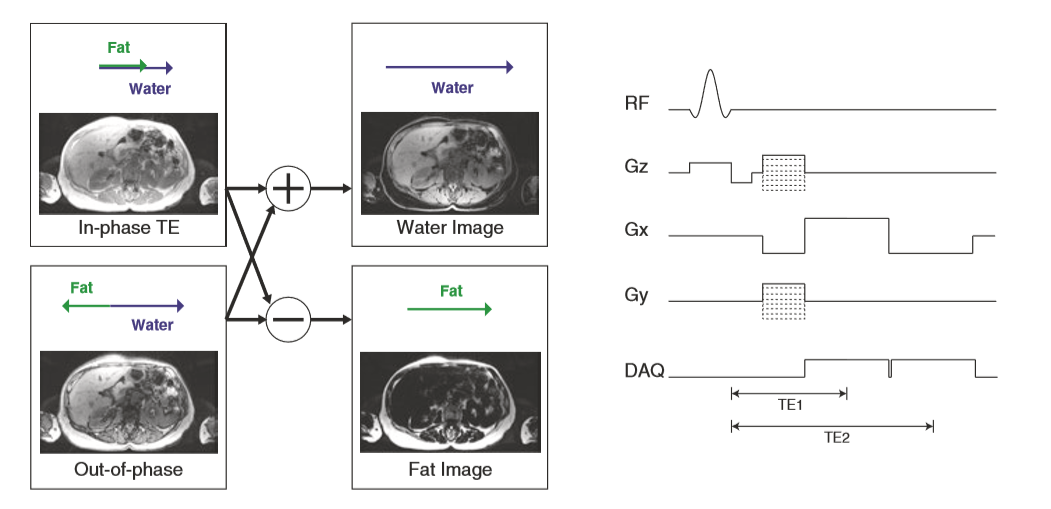 Fat
Water
In-phase TE
Water
Water Image
Fat
Water
Out-of-phase
Fat
Fat Image
RF
Gz
Gx
Gy
DAQ
TE1
TE2